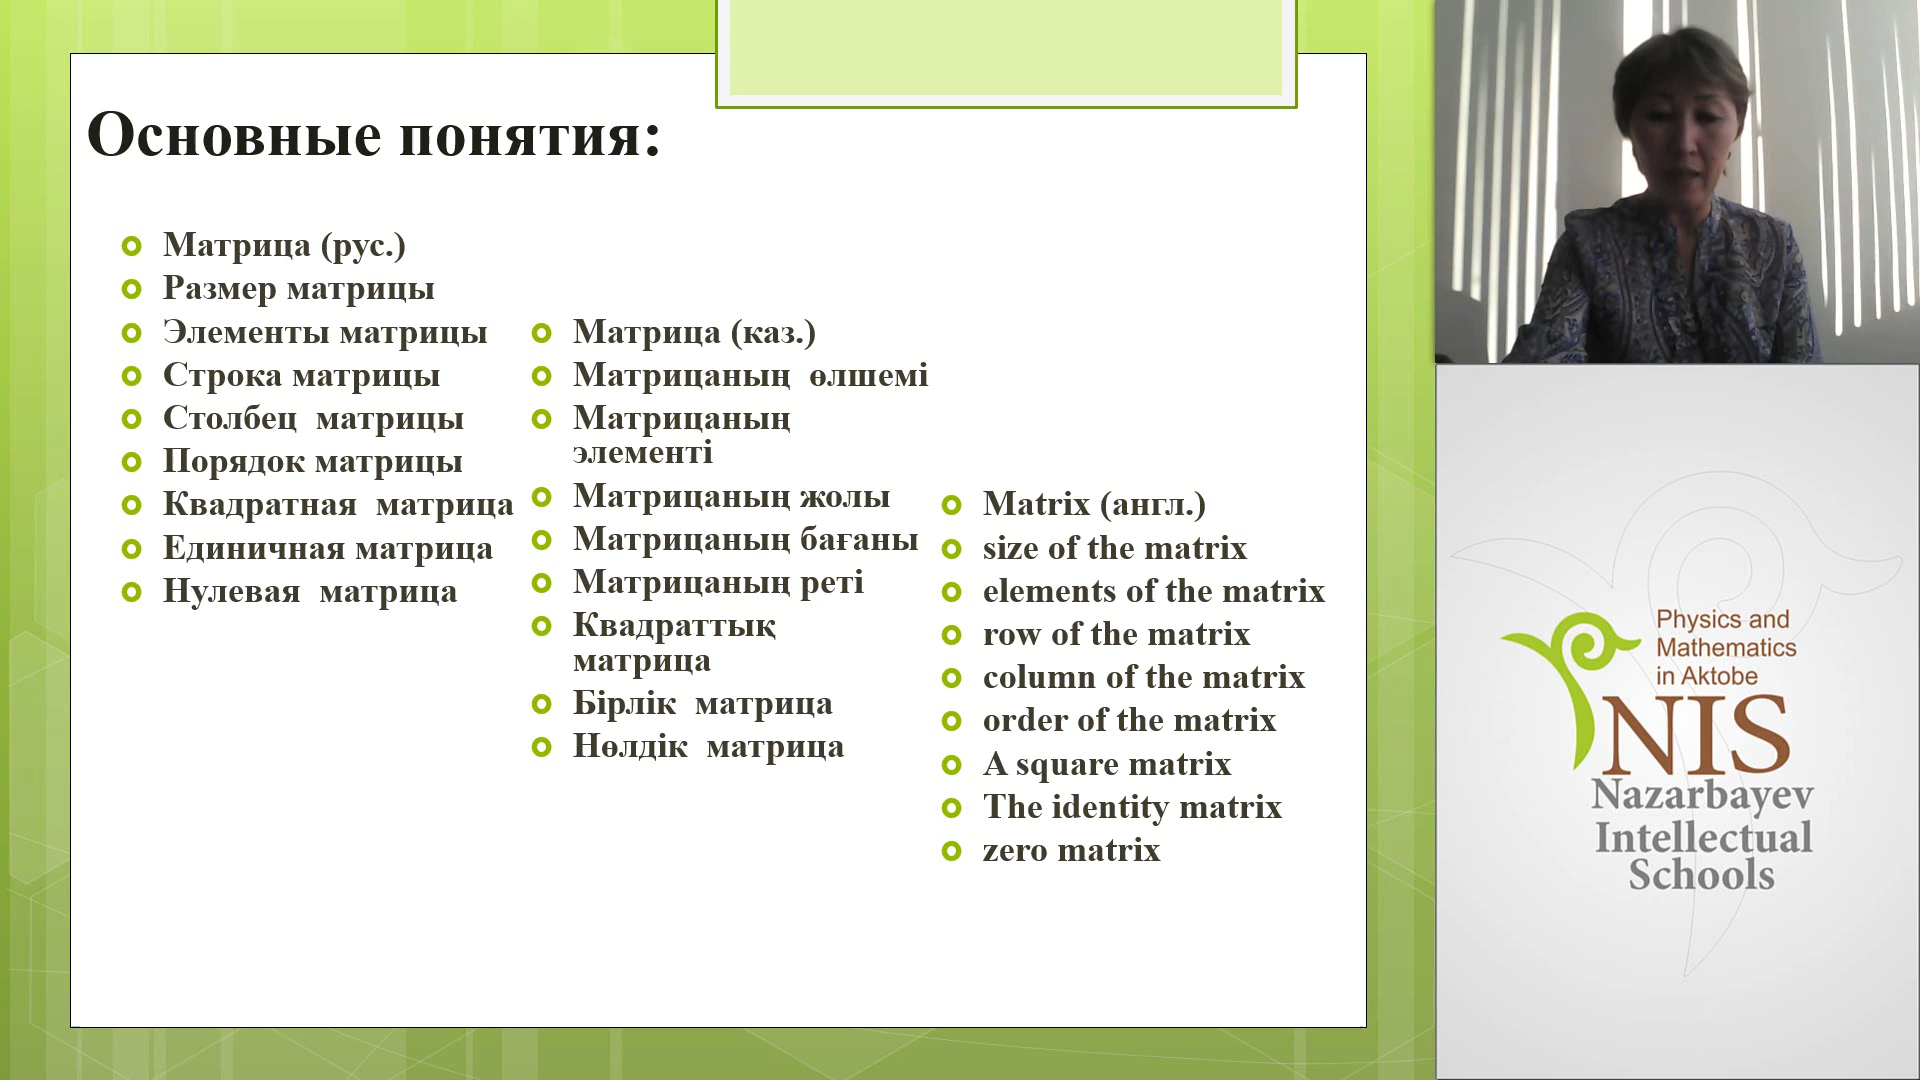 Основные понятия:
Матрица (рус.)
Размер матрицы
Элементы матрицы
Строка матрицы
Столбец матрицы
Порядок матрицы
Квадратная матрица
Единичная матрица
Нулевая матрица
Матрица (каз.)
Матрицаның өлшемі
Матрицаның
элементі
Матрицаның жолы
Матрицаның бағаны
Матрицаның реті
Квадраттық
матрица
Бірлік матрица
Нөлдік матрица
Matrix (англ.)
size of the matrix
elements of the matrix
row of the matrix
column of the matrix
order of the matrix
A square matrix
The identity matrix
zero matrix
Physics and
Mathematics
in Aktobe
NIS
Nazarbayev
Intellectual
Schools